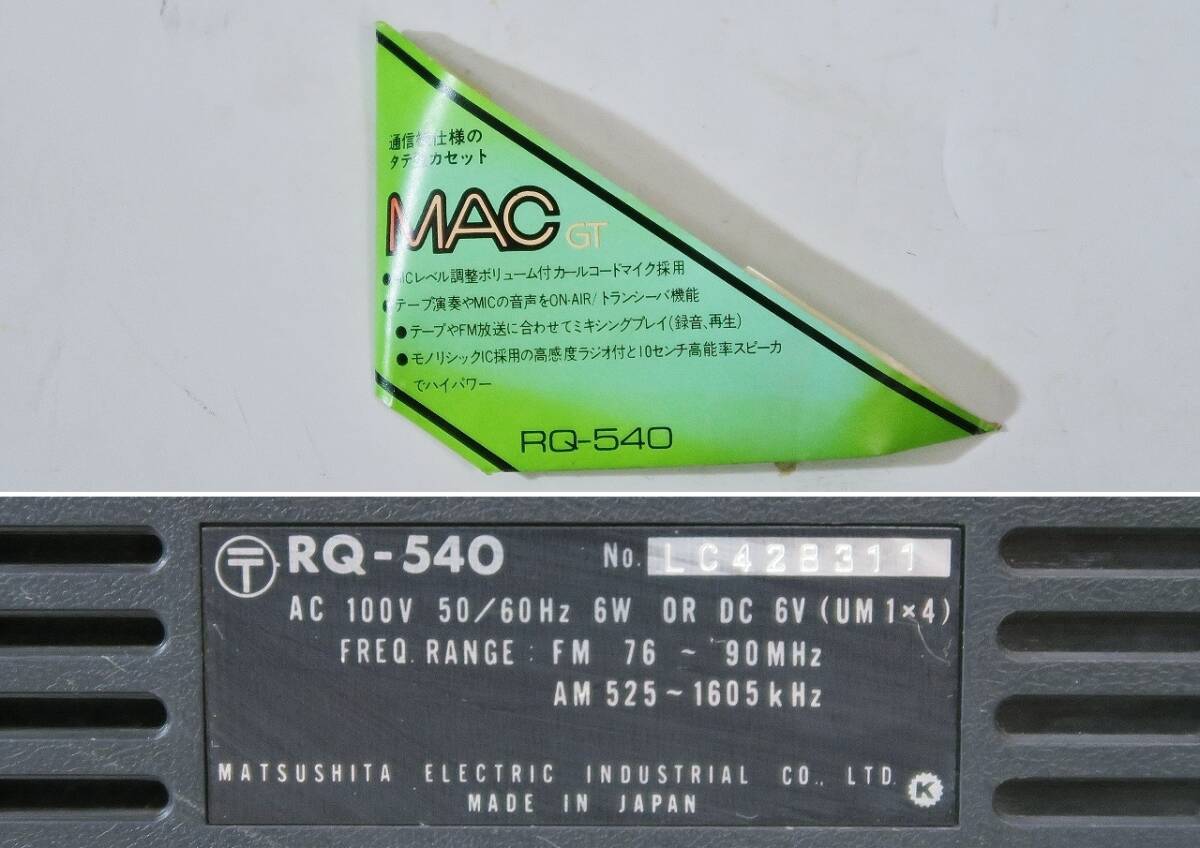 通信機仕様の
タテ型カセット
MAC GT
●MICレベル調整ボリューム付カールコードマイク採用
●テープ演奏やMICの音声をON-AIR/トランシーバ機能
●テープやFM放送に合わせてミキシングプレイ(録音、再生)
●モノリシックIC採用の高感度ラジオ付と10センチ高能率スピーカ
でハイパワー
RQ-540
RQ-540 No. LC428311
AC 100V 50/60Hz 6W OR DC 6V (UM1×4)
FREQ. RANGE: FM 76 ~ 90MHz
AM 525~1605kHz
MATSUSHITA ELECTRIC INDUSTRIAL CO., LTD.
MADE IN JAPAN
K